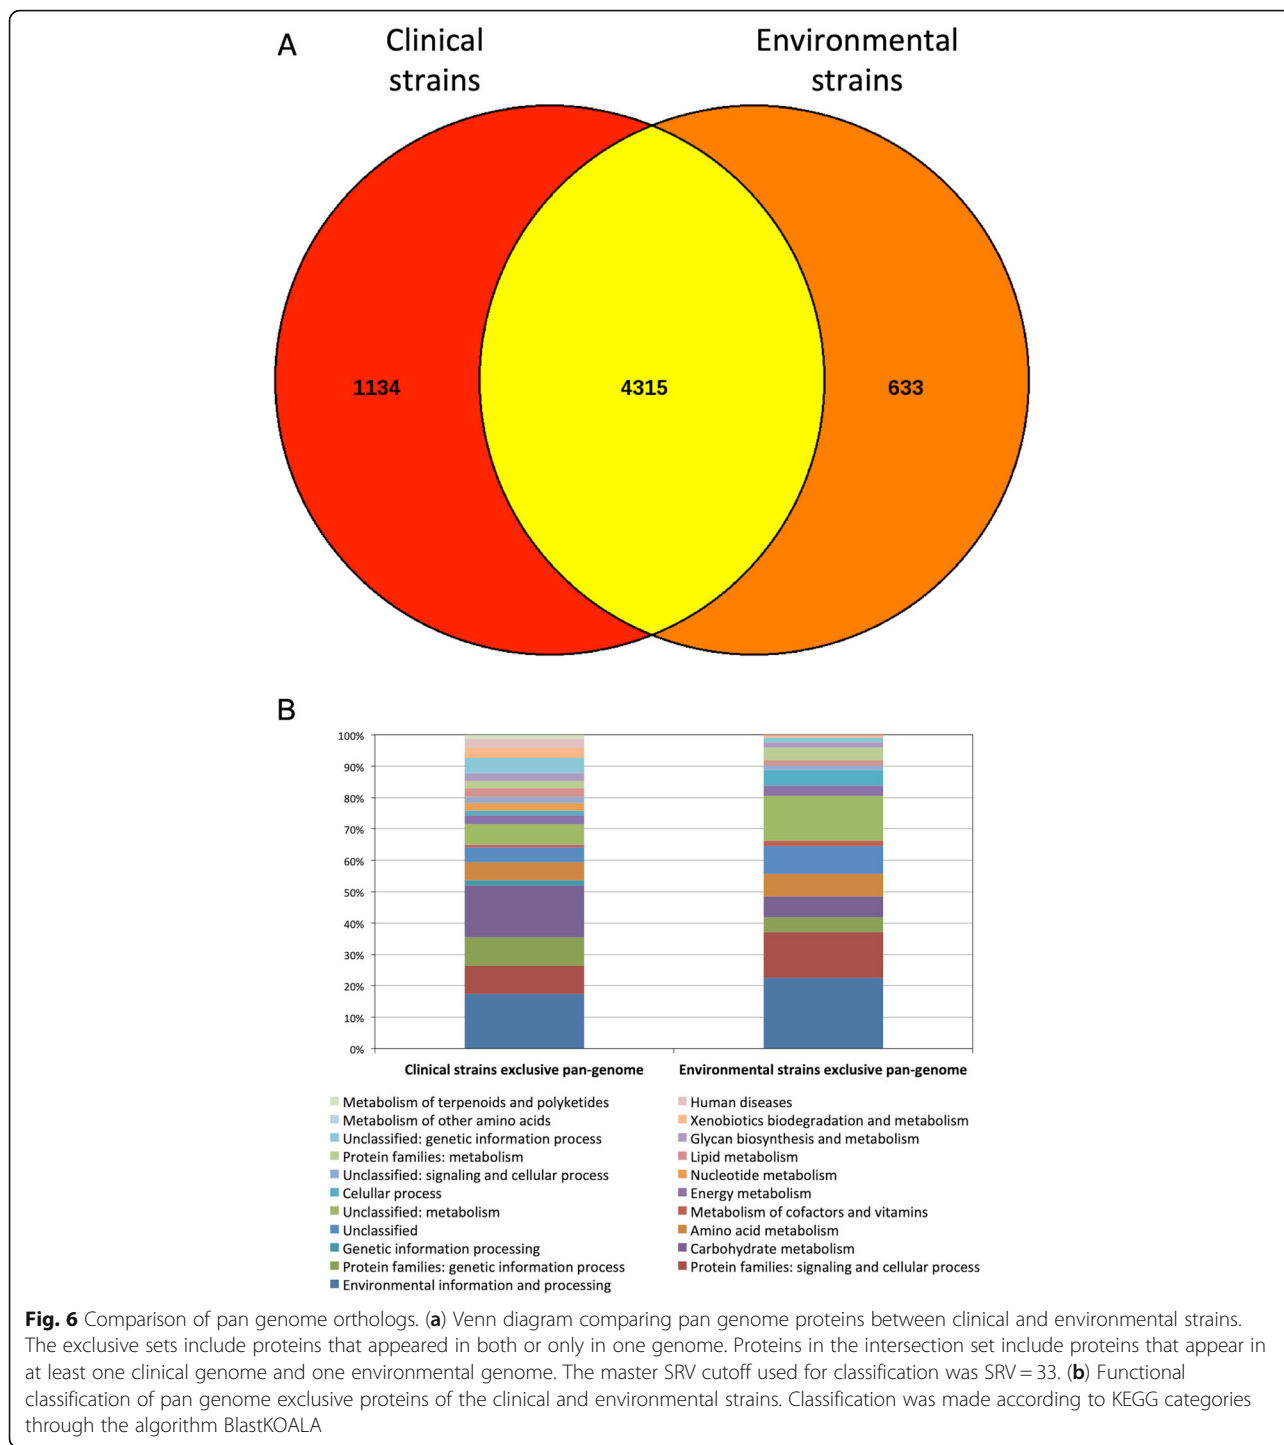 A
Clinical
strains
Environmental
strains
1134
4315
633
B
100%
90%
80%
70%
60%
50%
40%
30%
20%
10%
0%
Clinical strains exclusive pan-genome
Environmental strains exclusive pan-genome
Metabolism of terpenoids and polyketides
Human diseases
Metabolism of other amino acids
Xenobiotics biodegradation and metabolism
Unclassified: genetic information process
Glycan biosynthesis and metabolism
Protein families: metabolism
Lipid metabolism
Unclassified: signaling and cellular process
Nucleotide metabolism
Celullar process
Energy metabolism
Unclassified: metabolism
Metabolism of cofactors and vitamins
Unclassified
Amino acid metabolism
Genetic information processing
Carbohydrate metabolism
Protein families: genetic information process
Protein families: signaling and cellular process
Environmental information and processing
Fig. 6 Comparison of pan genome orthologs. (a) Venn diagram comparing pan genome proteins between clinical and environmental strains.
The exclusive sets include proteins that appeared in both or only in one genome. Proteins in the intersection set include proteins that appear in
at least one clinical genome and one environmental genome. The master SRV cutoff used for classification was SRV = 33. (b) Functional
classification of pan genome exclusive proteins of the clinical and environmental strains. Classification was made according to KEGG categories
through the algorithm BlastKOALA